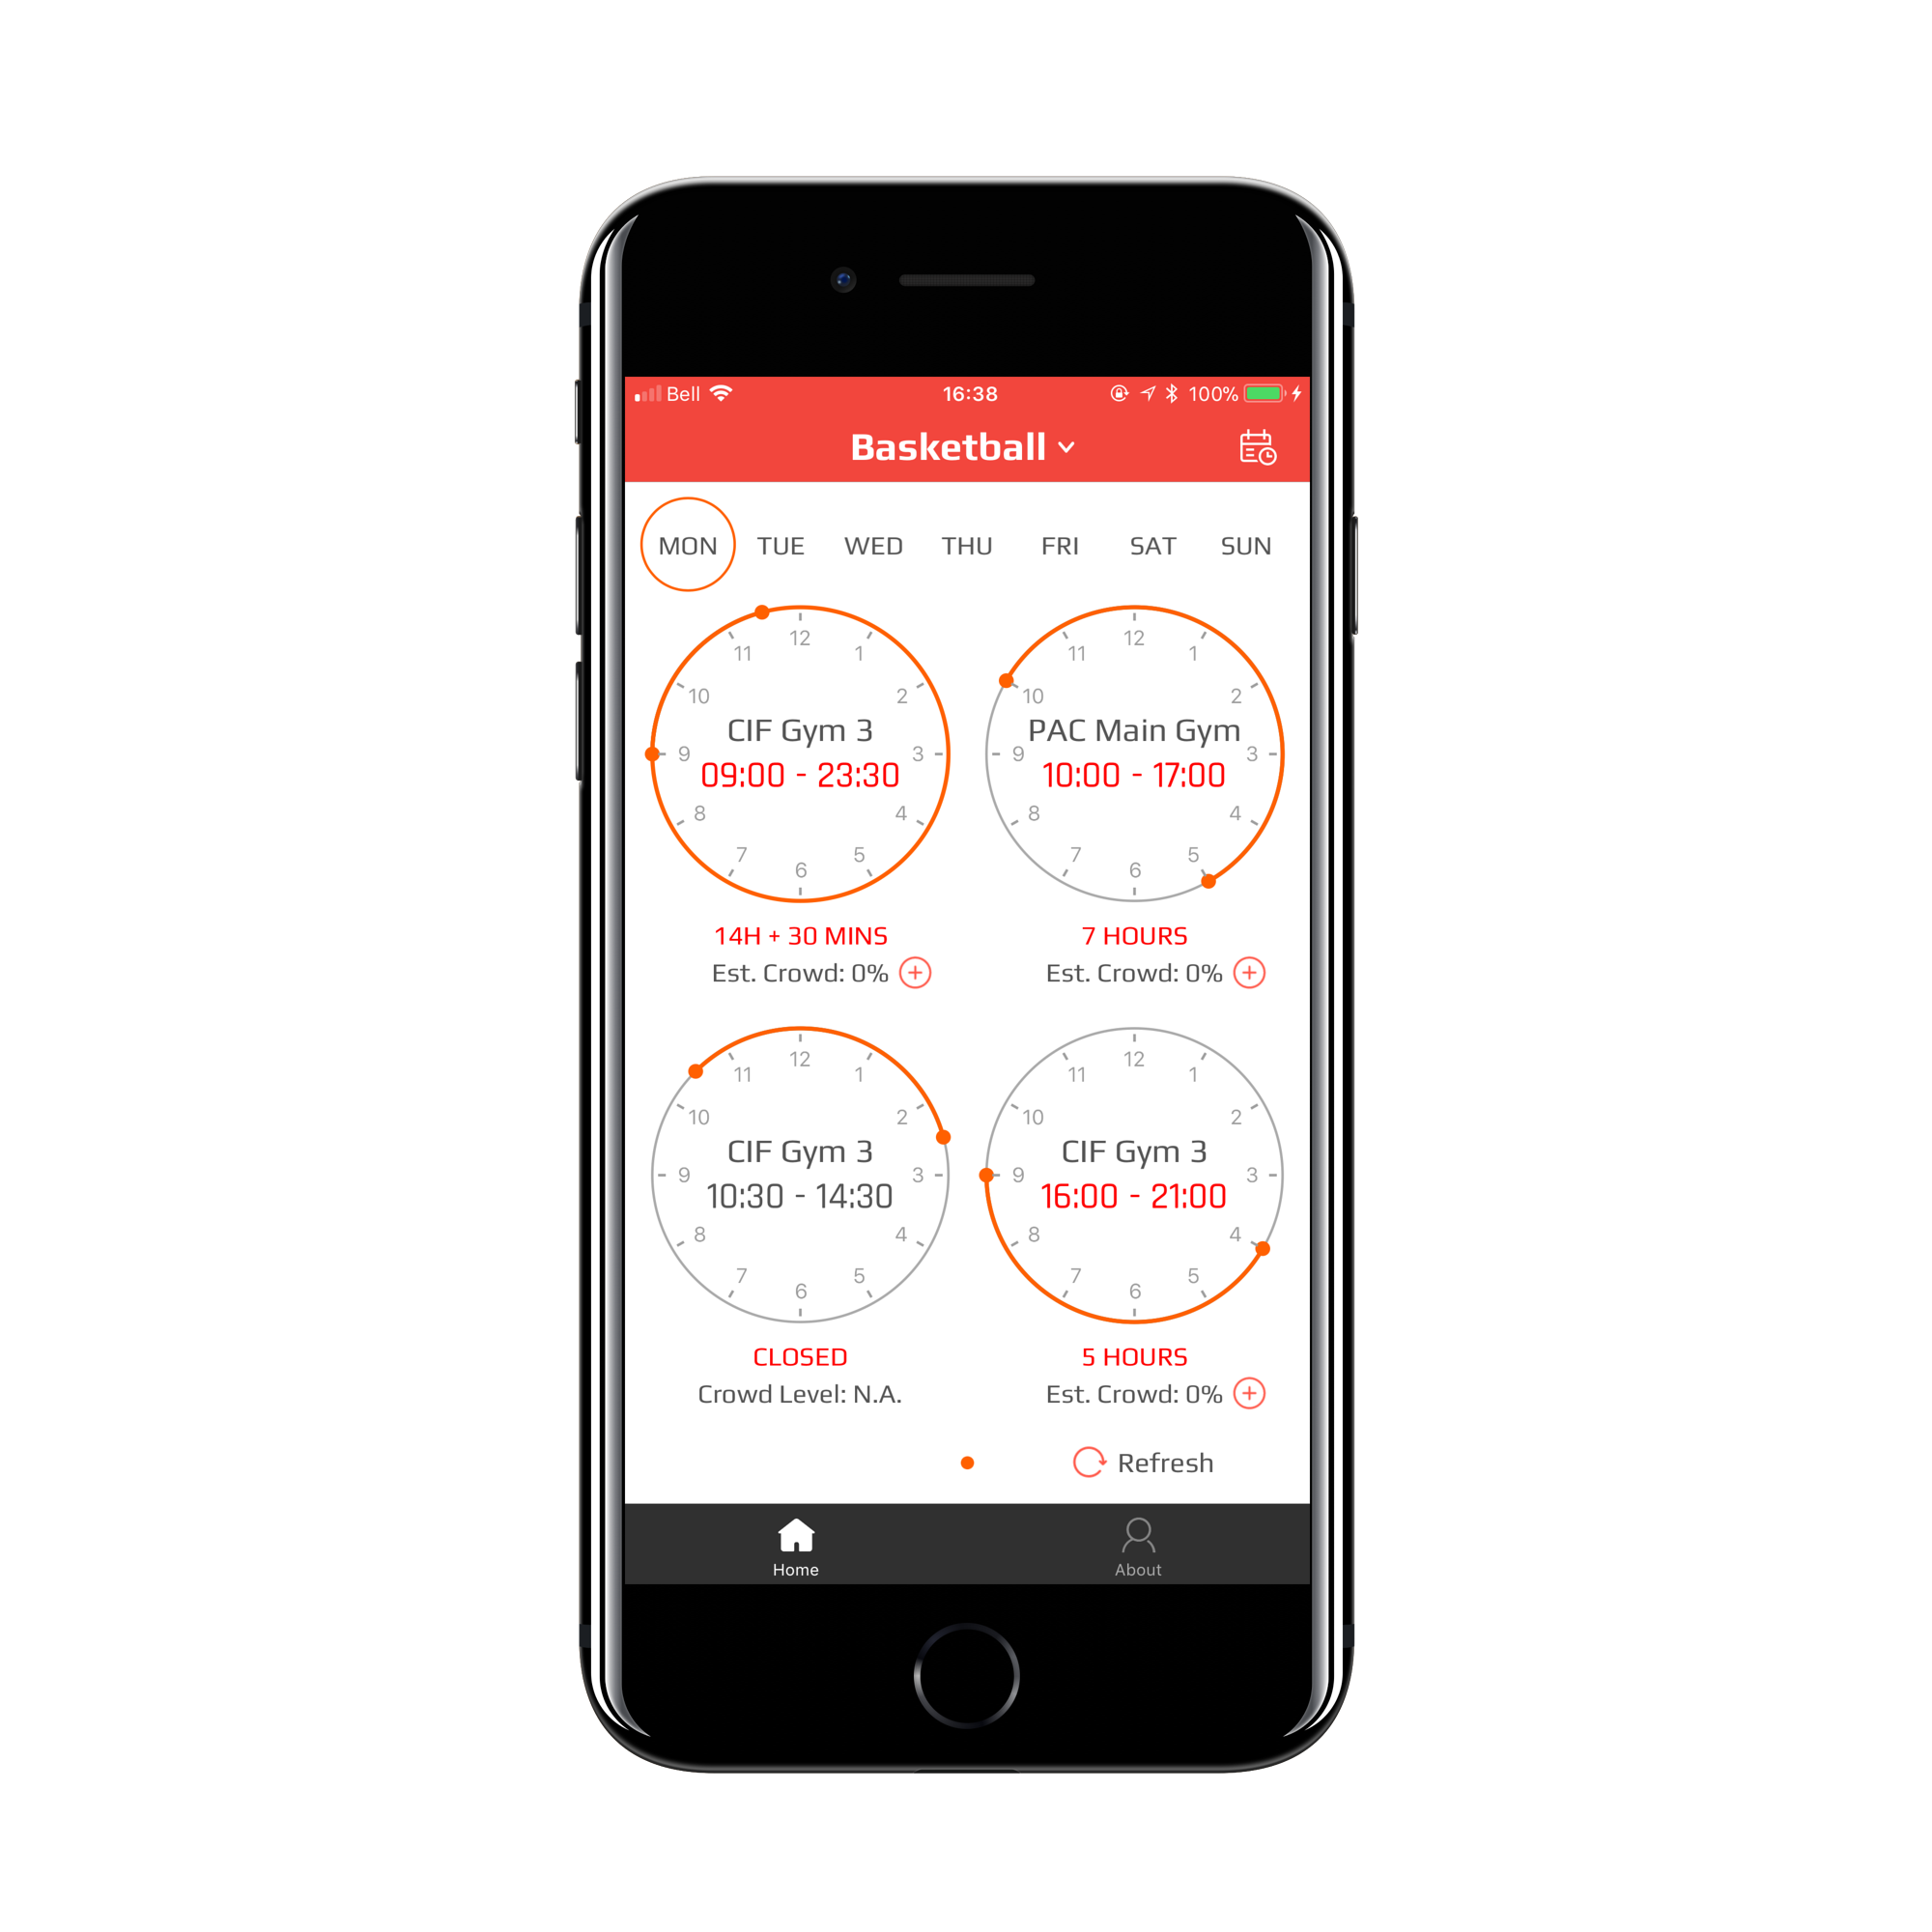 Bell 16:38 100%
Basketball
MON TUE WED THU FRI SAT SUN
12
11 1
10 2
CIF Gym 3
9 3
09:00 - 23:30
8 4
7 5
6
14H + 30 MINS
Est. Crowd: 0%
12
11 1
10 2
PAC Main Gym
9 3
10:00 - 17:00
8 4
7 5
6
7 HOURS
Est. Crowd: 0%
12
11 1
10 2
CIF Gym 3
9 3
10:30 - 14:30
8 4
7 5
6
CLOSED
Crowd Level: N.A.
12
11 1
10 2
CIF Gym 3
9 3
16:00 - 21:00
8 4
7 5
6
5 HOURS
Est. Crowd: 0%
Refresh
Home About